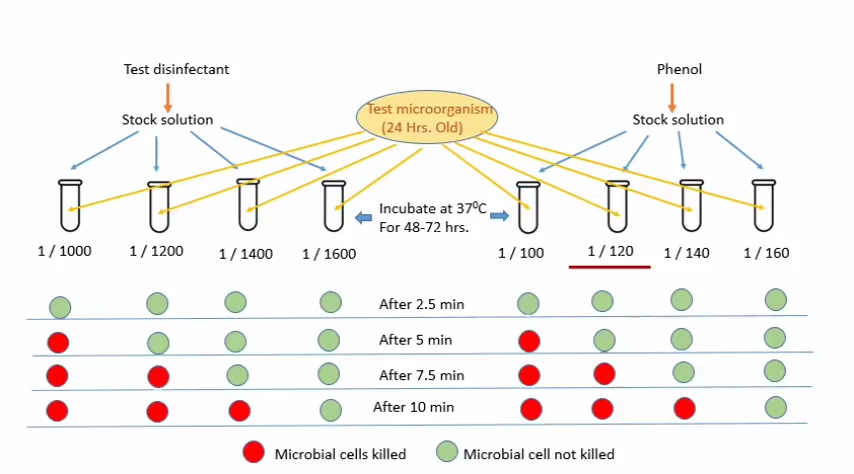 Test disinfectant
Phenol
Test microorganism
(24 Hrs. Old)
Stock solution
Stock solution
Incubate at 37⁰C
For 48-72 hrs.
1 / 1000
1 / 1200
1 / 1400
1 / 1600
1 / 100
1 / 120
1 / 140
1 / 160
After 2.5 min
After 5 min
After 7.5 min
After 10 min
Microbial cells killed
Microbial cell not killed